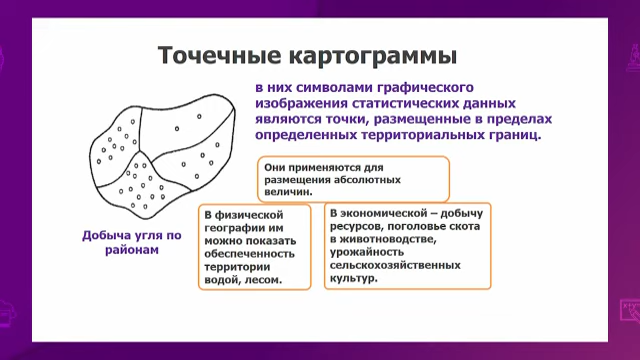 Точечные картограммы
в них символами графического
изображения статистических данных
являются точки, размещенные в пределах
определенных территориальных границ.
Они применяются для
размещения абсолютных
величин.
В физической
географии им
можно показать
обеспеченность
территории
водой, лесом.
В экономической – добычу
ресурсов, поголовье скота
в животноводстве,
урожайность
сельскохозяйственных
культур.
Добыча угля по
районам